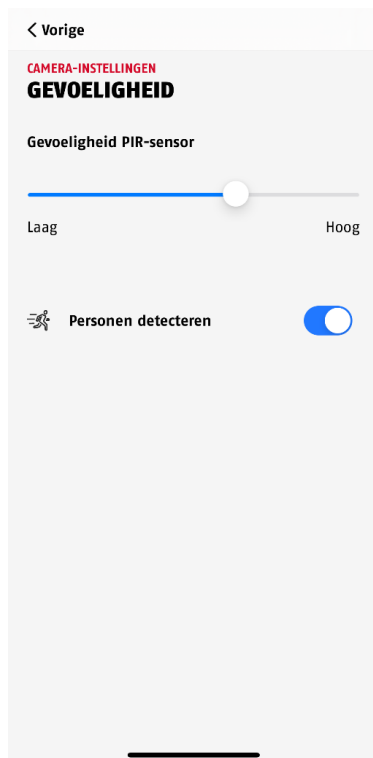 Vorige
CAMERA-INSTELLINGEN
GEVOELIGHEID
Gevoeligheid PIR-sensor
Laag Hoog
Personen detecteren